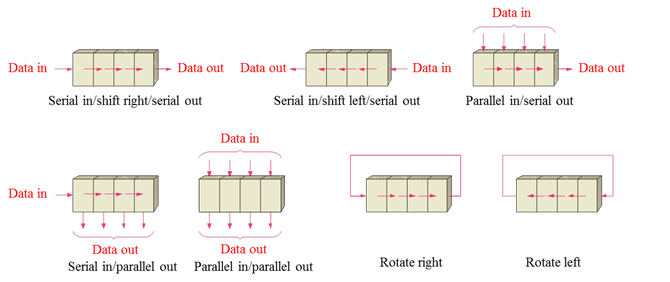 Data in
Data in
Data out
Data out
Data in
Data out
Serial in/shift right/serial out
Serial in/shift left/serial out
Parallel in/serial out
Data in
Data in
Data out
Data out
Serial in/parallel out
Parallel in/parallel out
Rotate right
Rotate left